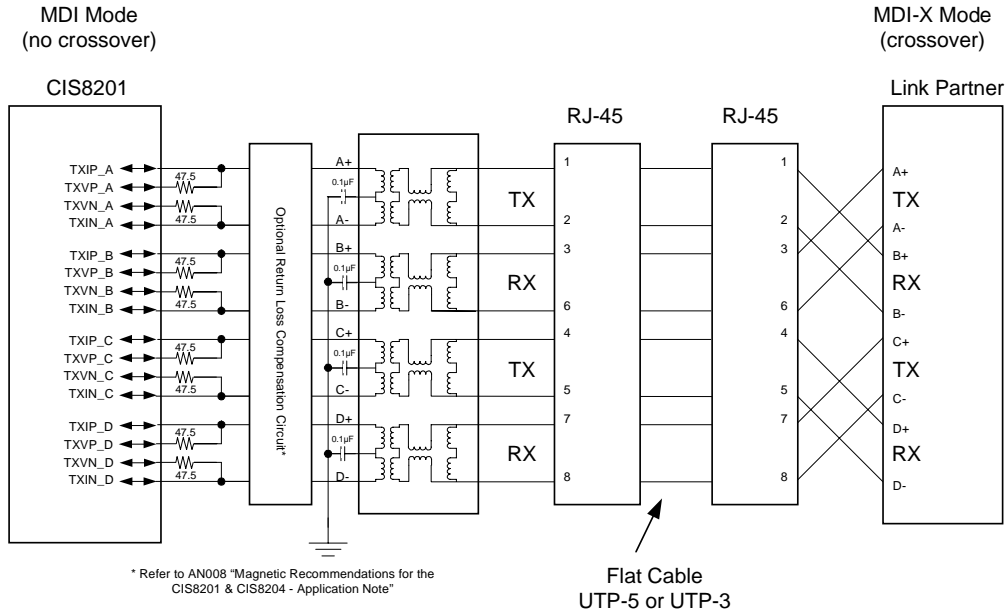 MDI Mode
(no crossover)
MDI-X Mode
(crossover)
CIS8201
Link Partner
RJ-45
RJ-45
TXIP_A
TXVP_A
TXVN_A
TXIN_A
47.5
47.5
TXIP_B
TXVP_B
TXVN_B
TXIN_B
47.5
47.5
TXIP_C
TXVP_C
TXVN_C
TXIN_C
47.5
47.5
TXIP_D
TXVP_D
TXVN_D
TXIN_D
47.5
47.5
Optional Return Loss Compensation Circuit*
A+
0.1µF
A-
B+
0.1µF
B-
C+
0.1µF
C-
D+
0.1µF
D-
TX
RX
TX
RX
1
2
3
6
4
5
7
8
1
2
3
6
4
5
7
8
A+
TX
A-
B+
RX
B-
C+
TX
C-
D+
RX
D-
* Refer to AN008 “Magnetic Recommendations for the
CIS8201 & CIS8204 - Application Note”
Flat Cable
UTP-5 or UTP-3